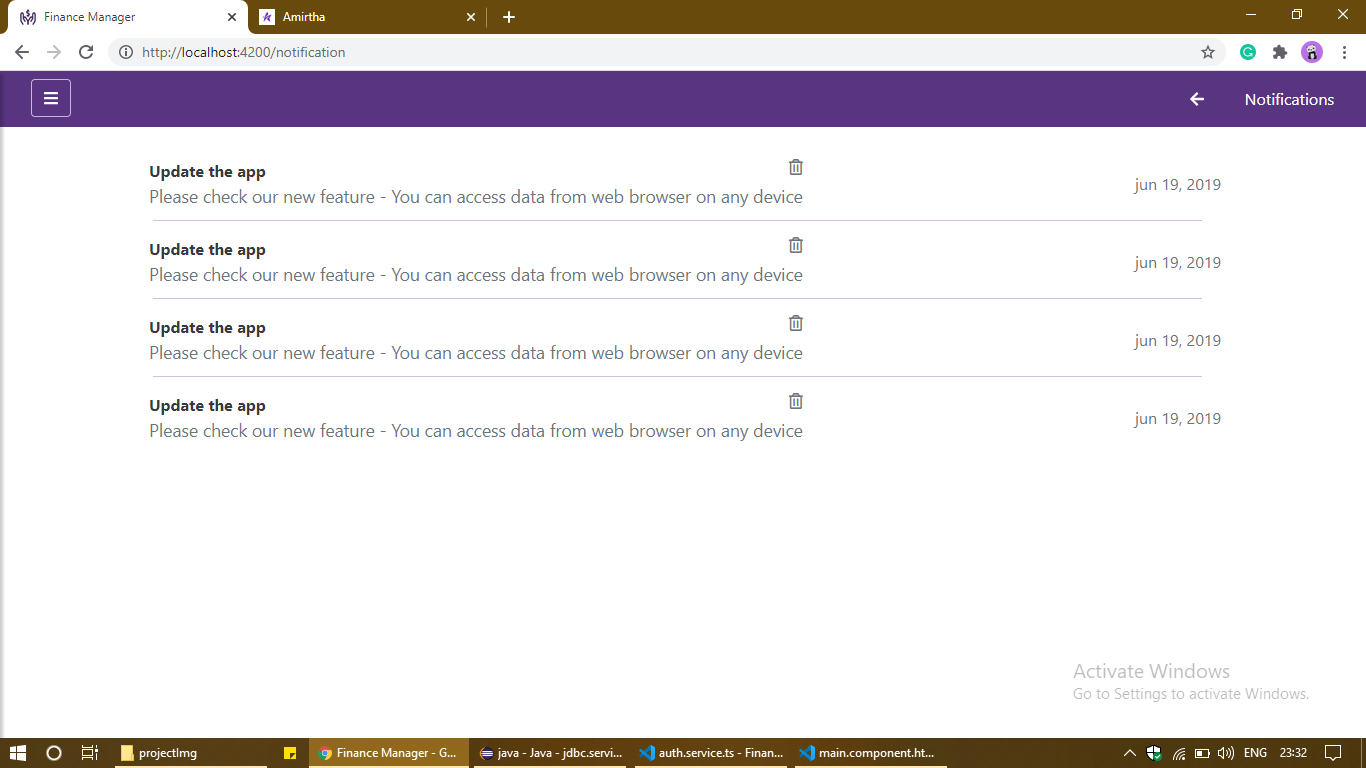 Finance Manager
Amirtha
http://localhost:4200/notification
Notifications
Update the app
Please check our new feature - You can access data from web browser on any device
jun 19, 2019
Update the app
Please check our new feature - You can access data from web browser on any device
jun 19, 2019
Update the app
Please check our new feature - You can access data from web browser on any device
jun 19, 2019
Update the app
Please check our new feature - You can access data from web browser on any device
jun 19, 2019
Activate Windows
Go to Settings to activate Windows.
projectImg
Finance Manager - G...
java - Java - jdbc.servi...
auth.service.ts - Finan...
main.component.ht...
ENG
23:32